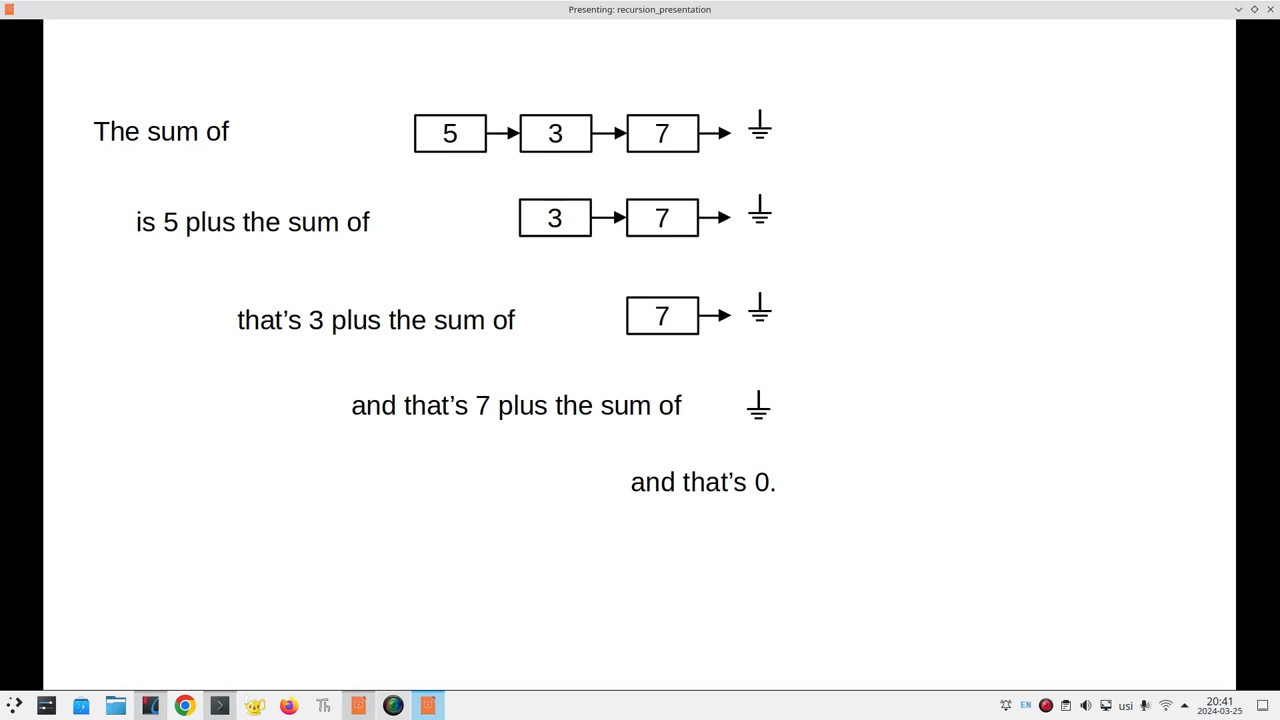 Presenting: recursion_presentation
The sum of 5 3 7
is 5 plus the sum of 3 7
that’s 3 plus the sum of 7
and that’s 7 plus the sum of
and that’s 0.
Th
EN
usi
20:41
2024-03-25